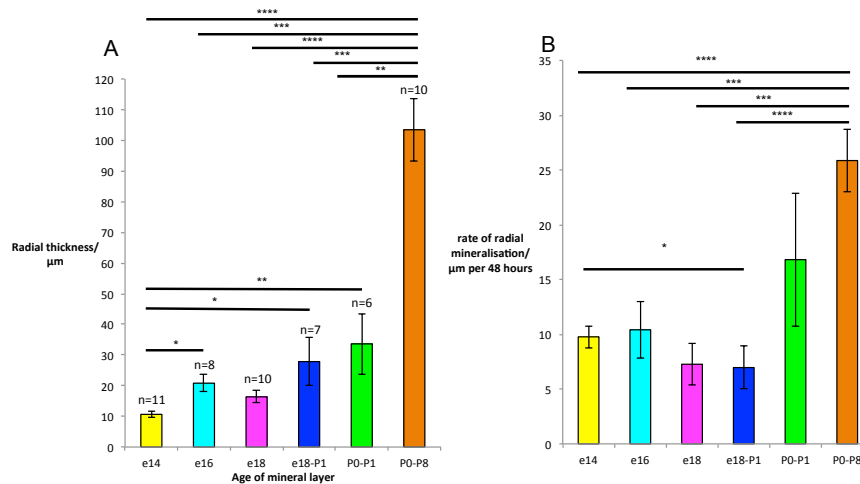 A
****
***
****
***
**
120
110
100
90
80
70
60
50
40
30
20
10
0
Radial thickness/
µm
n=11
n=8
n=10
n=7
n=6
n=10
*
*
**
e14
e16
e18
e18-P1
P0-P1
P0-P8
Age of mineral layer
B
****
***
***
****
*
35
30
25
20
15
10
5
0
rate of radial
mineralisation/
µm per 48 hours
e14
e16
e18
e18-P1
P0-P1
P0-P8